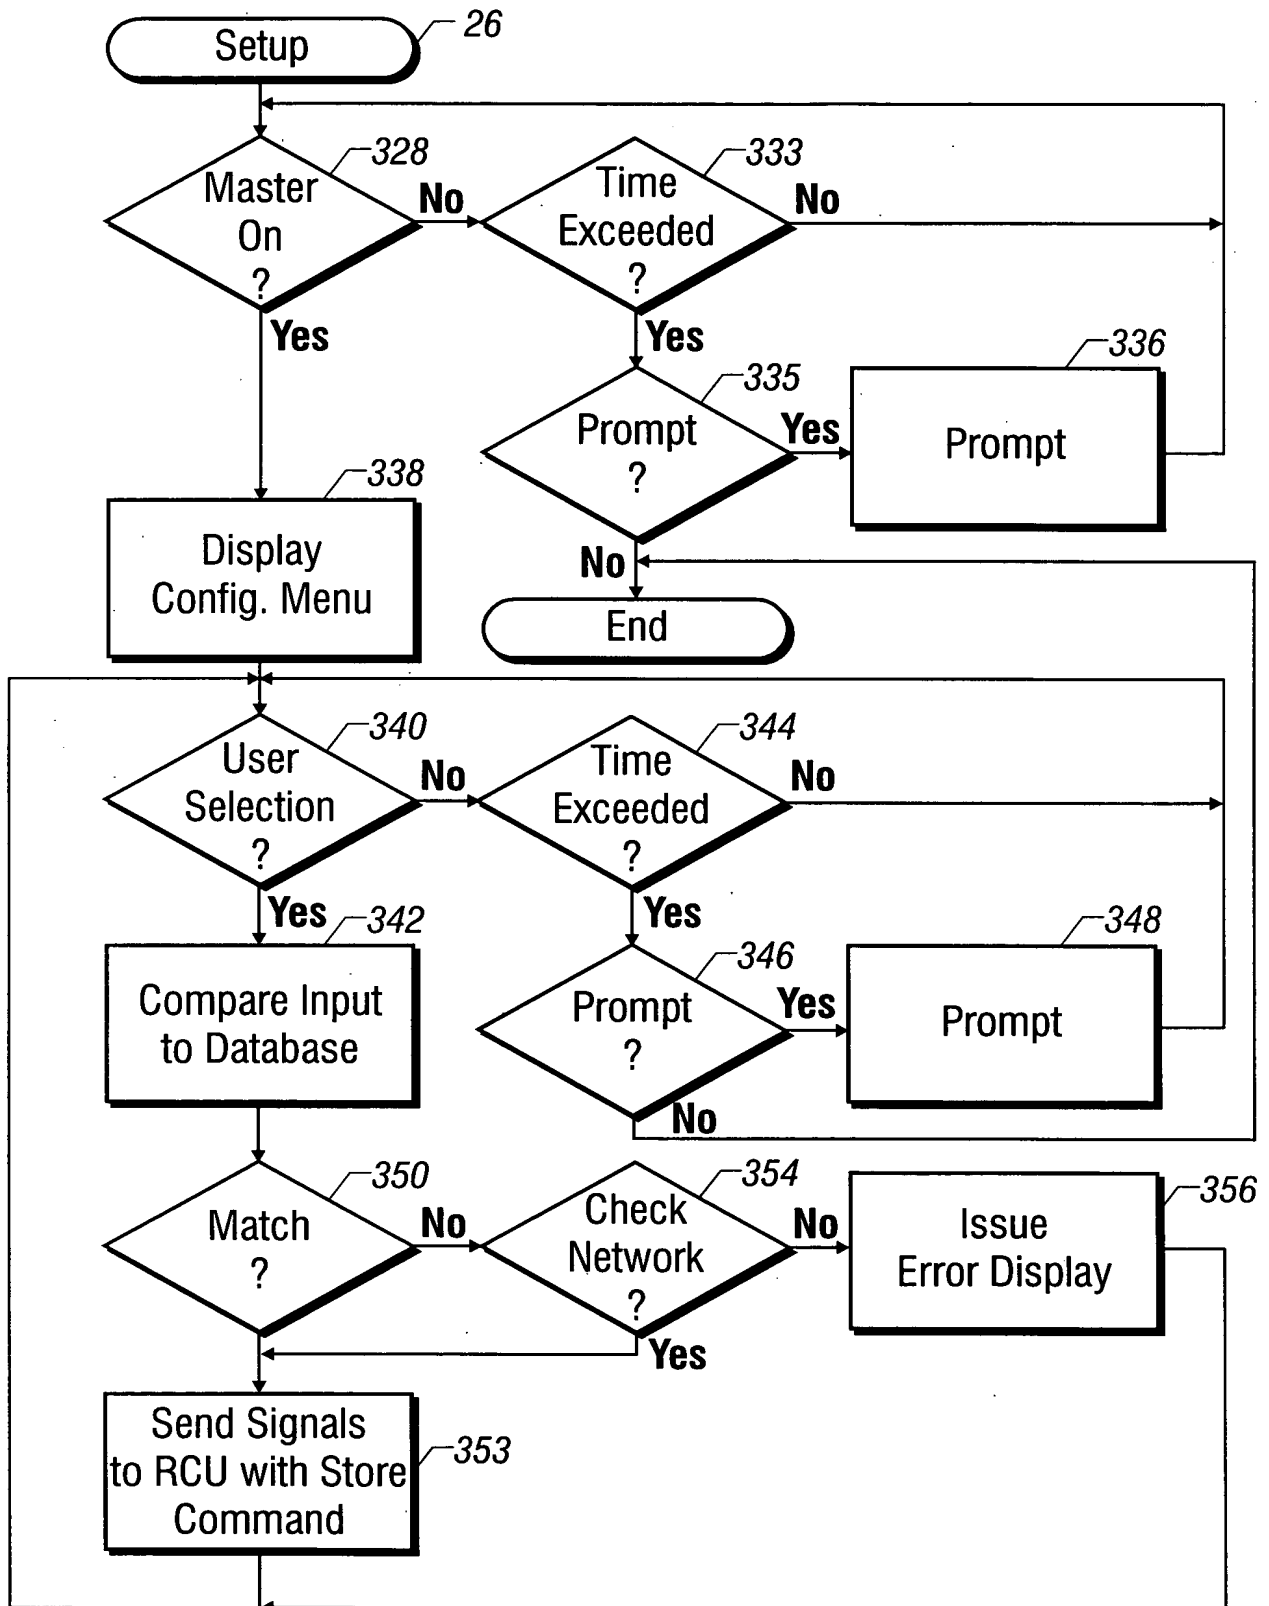 Setup
26
Master
On
?
328
No
Time
Exceeded
?
333
No
Yes
Yes
Prompt
?
335
Yes
Prompt
336
No
End
Display
Config. Menu
338
User
Selection
?
340
No
Time
Exceeded
?
344
No
Yes
Yes
Compare Input
to Database
342
Prompt
?
346
Yes
Prompt
348
No
Match
?
350
No
Check
Network
?
354
No
Issue
Error Display
356
Yes
Send Signals
to RCU with Store
Command
353